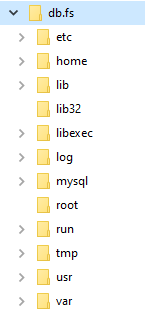 db.fs
etc
home
lib
lib32
libexec
log
mysql
root
run
tmp
usr
var